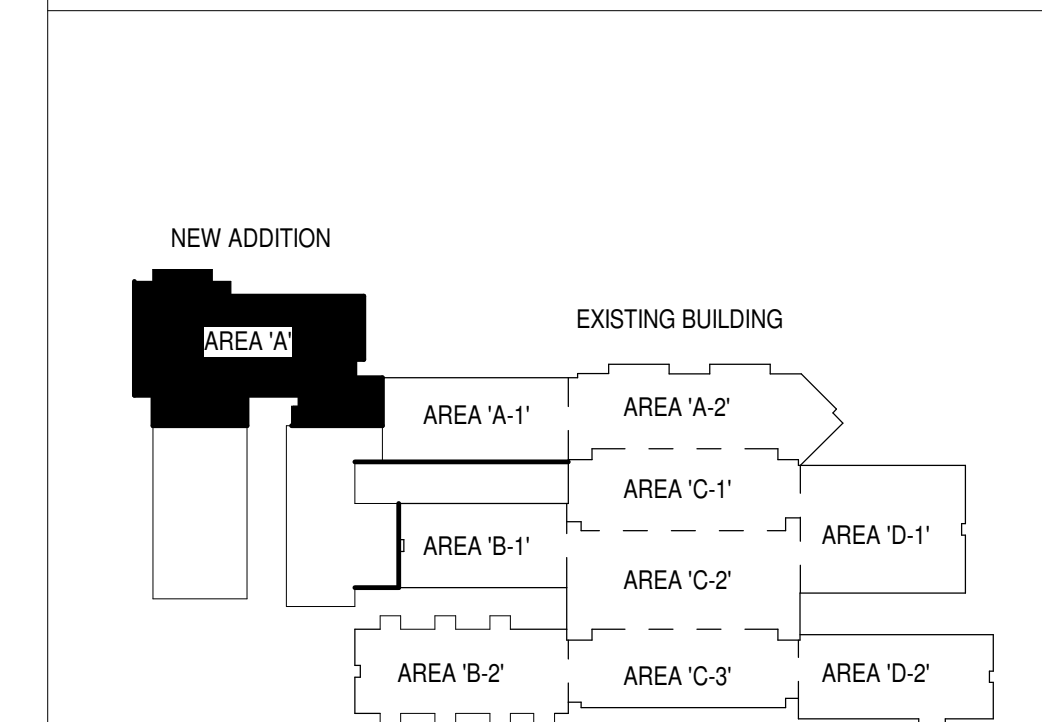 NEW ADDITION
EXISTING BUILDING
AREA 'A'
AREA 'A-1'
AREA 'A-2'
AREA 'C-1'
AREA 'D-1'
AREA 'B-1'
AREA 'C-2'
AREA 'B-2'
AREA 'C-3'
AREA 'D-2'